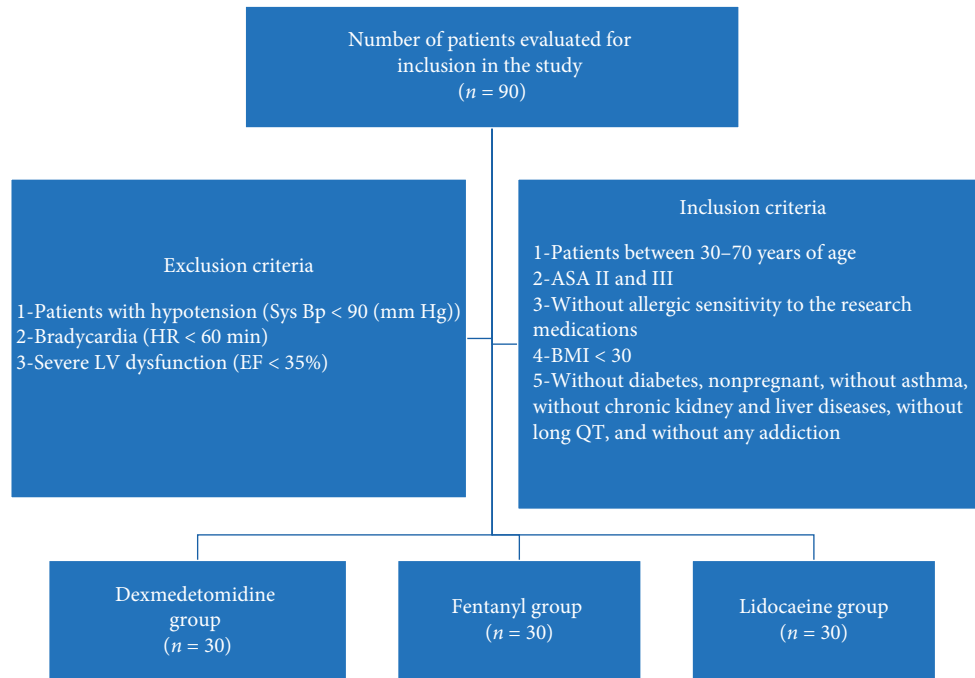 Number of patients evaluated for
inclusion in the study
(n = 90)
Exclusion criteria
1-Patients with hypotension (Sys Bp < 90 (mm Hg))
2-Bradycardia (HR < 60 min)
3-Severe LV dysfunction (EF < 35%)
Inclusion criteria
1-Patients between 30–70 years of age
2-ASA II and III
3-Without allergic sensitivity to the research
medications
4-BMI < 30
5-Without diabetes, nonpregnant, without asthma,
without chronic kidney and liver diseases, without
long QT, and without any addiction
Dexmedetomidine
group
(n = 30)
Fentanyl group
(n = 30)
Lidocaeine group
(n = 30)